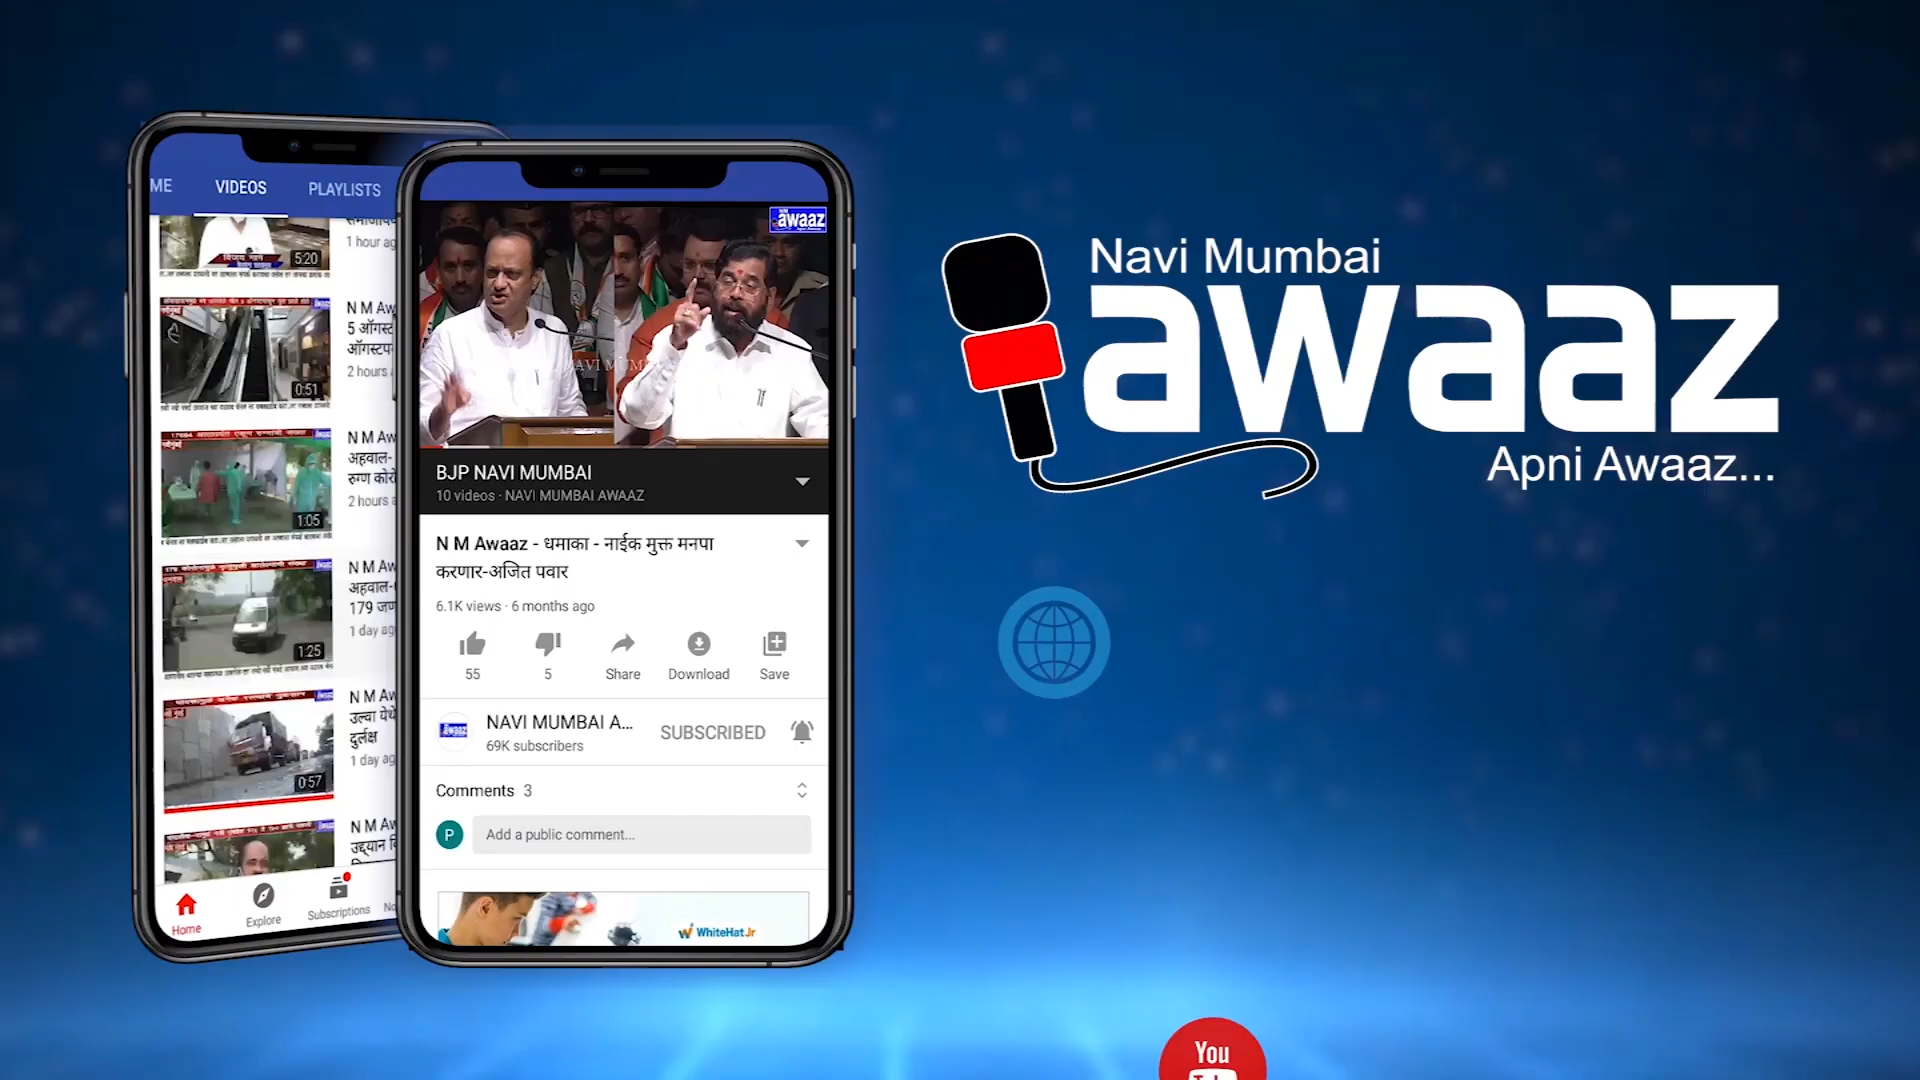 ME VIDEOS PLAYLISTS
5:20
1 hour ag
N M Aw
5 ऑगस्ट
ऑगस्टप
0:51
2 hours
N M Aw
अहवाल-
रुग्ण कोरो
1:05
2 hours
N M Aw
अहवाल-
179 जण
1:25
1 day ag
N M Aw
उल्वा येथे
दुर्लक्ष
0:57
1 day ag
N M Aw
उद्द्यान वि
Home
Explore
Subscriptions
No
awaaz
NAVI MUM
BJP NAVI MUMBAI
10 videos · NAVI MUMBAI AWAAZ
N M Awaaz - धमाका - नाईक मुक्त मनपा
करणार-अजित पवार
6.1K views · 6 months ago
55 5 Share Download Save
awaaz
NAVI MUMBAI A...
69K subscribers
SUBSCRIBED
Comments 3
P
Add a public comment...
WhiteHat Jr
Navi Mumbai
awaaz
Apni Awaaz...
You